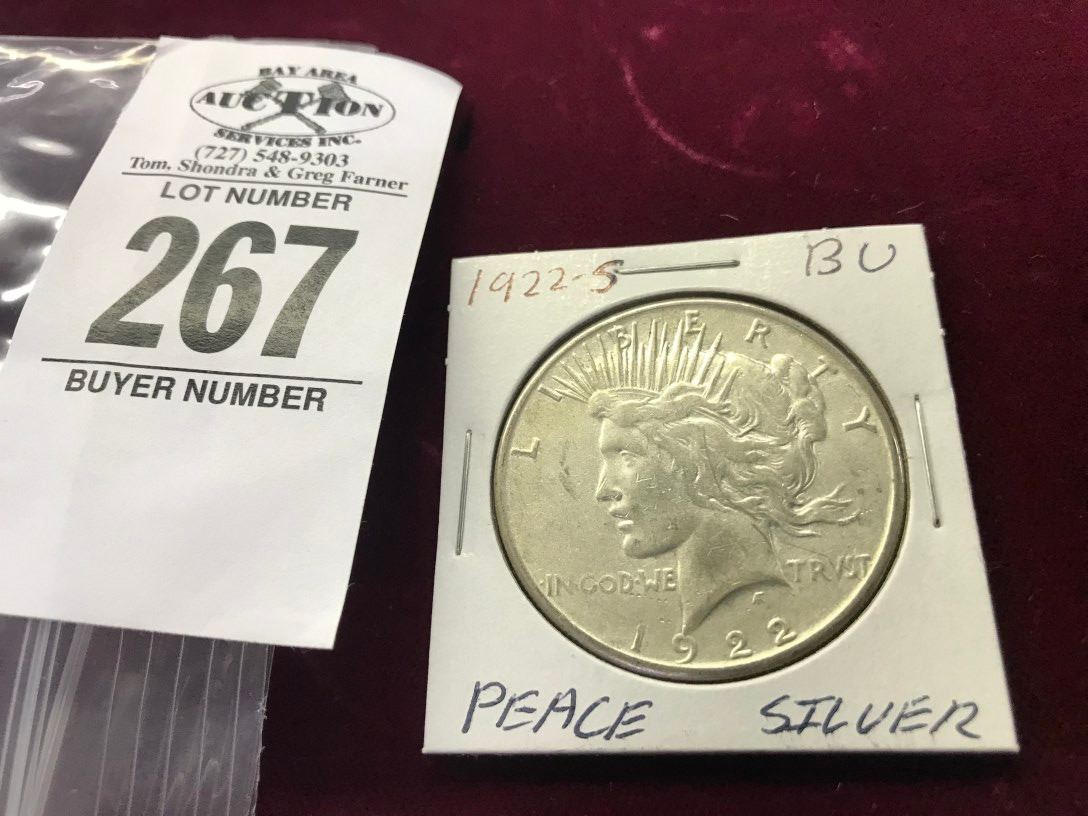 BAY AREA
AUCTION
SERVICES INC.
(727) 548-9303
Tom, Shondra & Greg Farner
LOT NUMBER
267
BUYER NUMBER
1922-S BU
LIBERTY
IN·GOD·WE TRVST
1922
PEACE SILVER